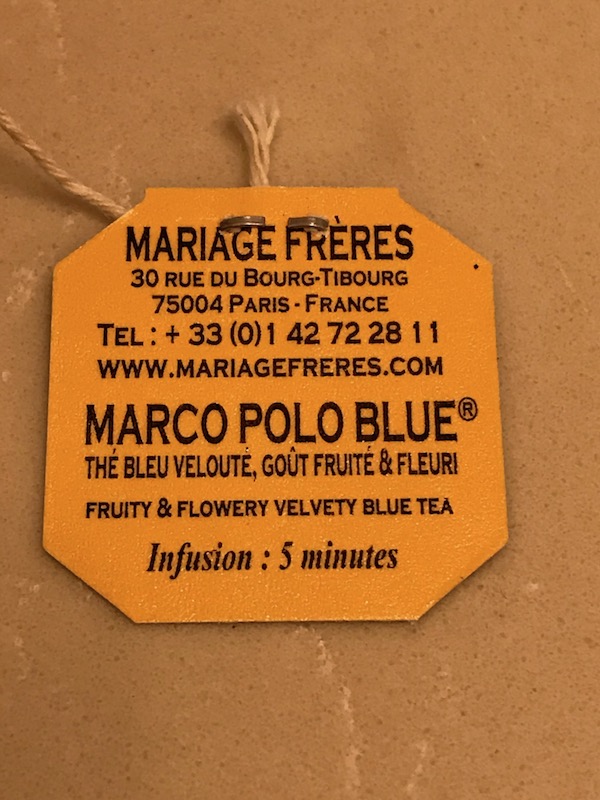 MARIAGE FRÈRES
30 RUE DU BOURG-TIBOURG
75004 PARIS - FRANCE
TEL : + 33 (0)1 42 72 28 11
WWW.MARIAGEFRERES.COM
MARCO POLO BLUE®
THÉ BLEU VELOUTÉ, GOÛT FRUITÉ & FLEURI
FRUITY & FLOWERY VELVETY BLUE TEA
Infusion : 5 minutes